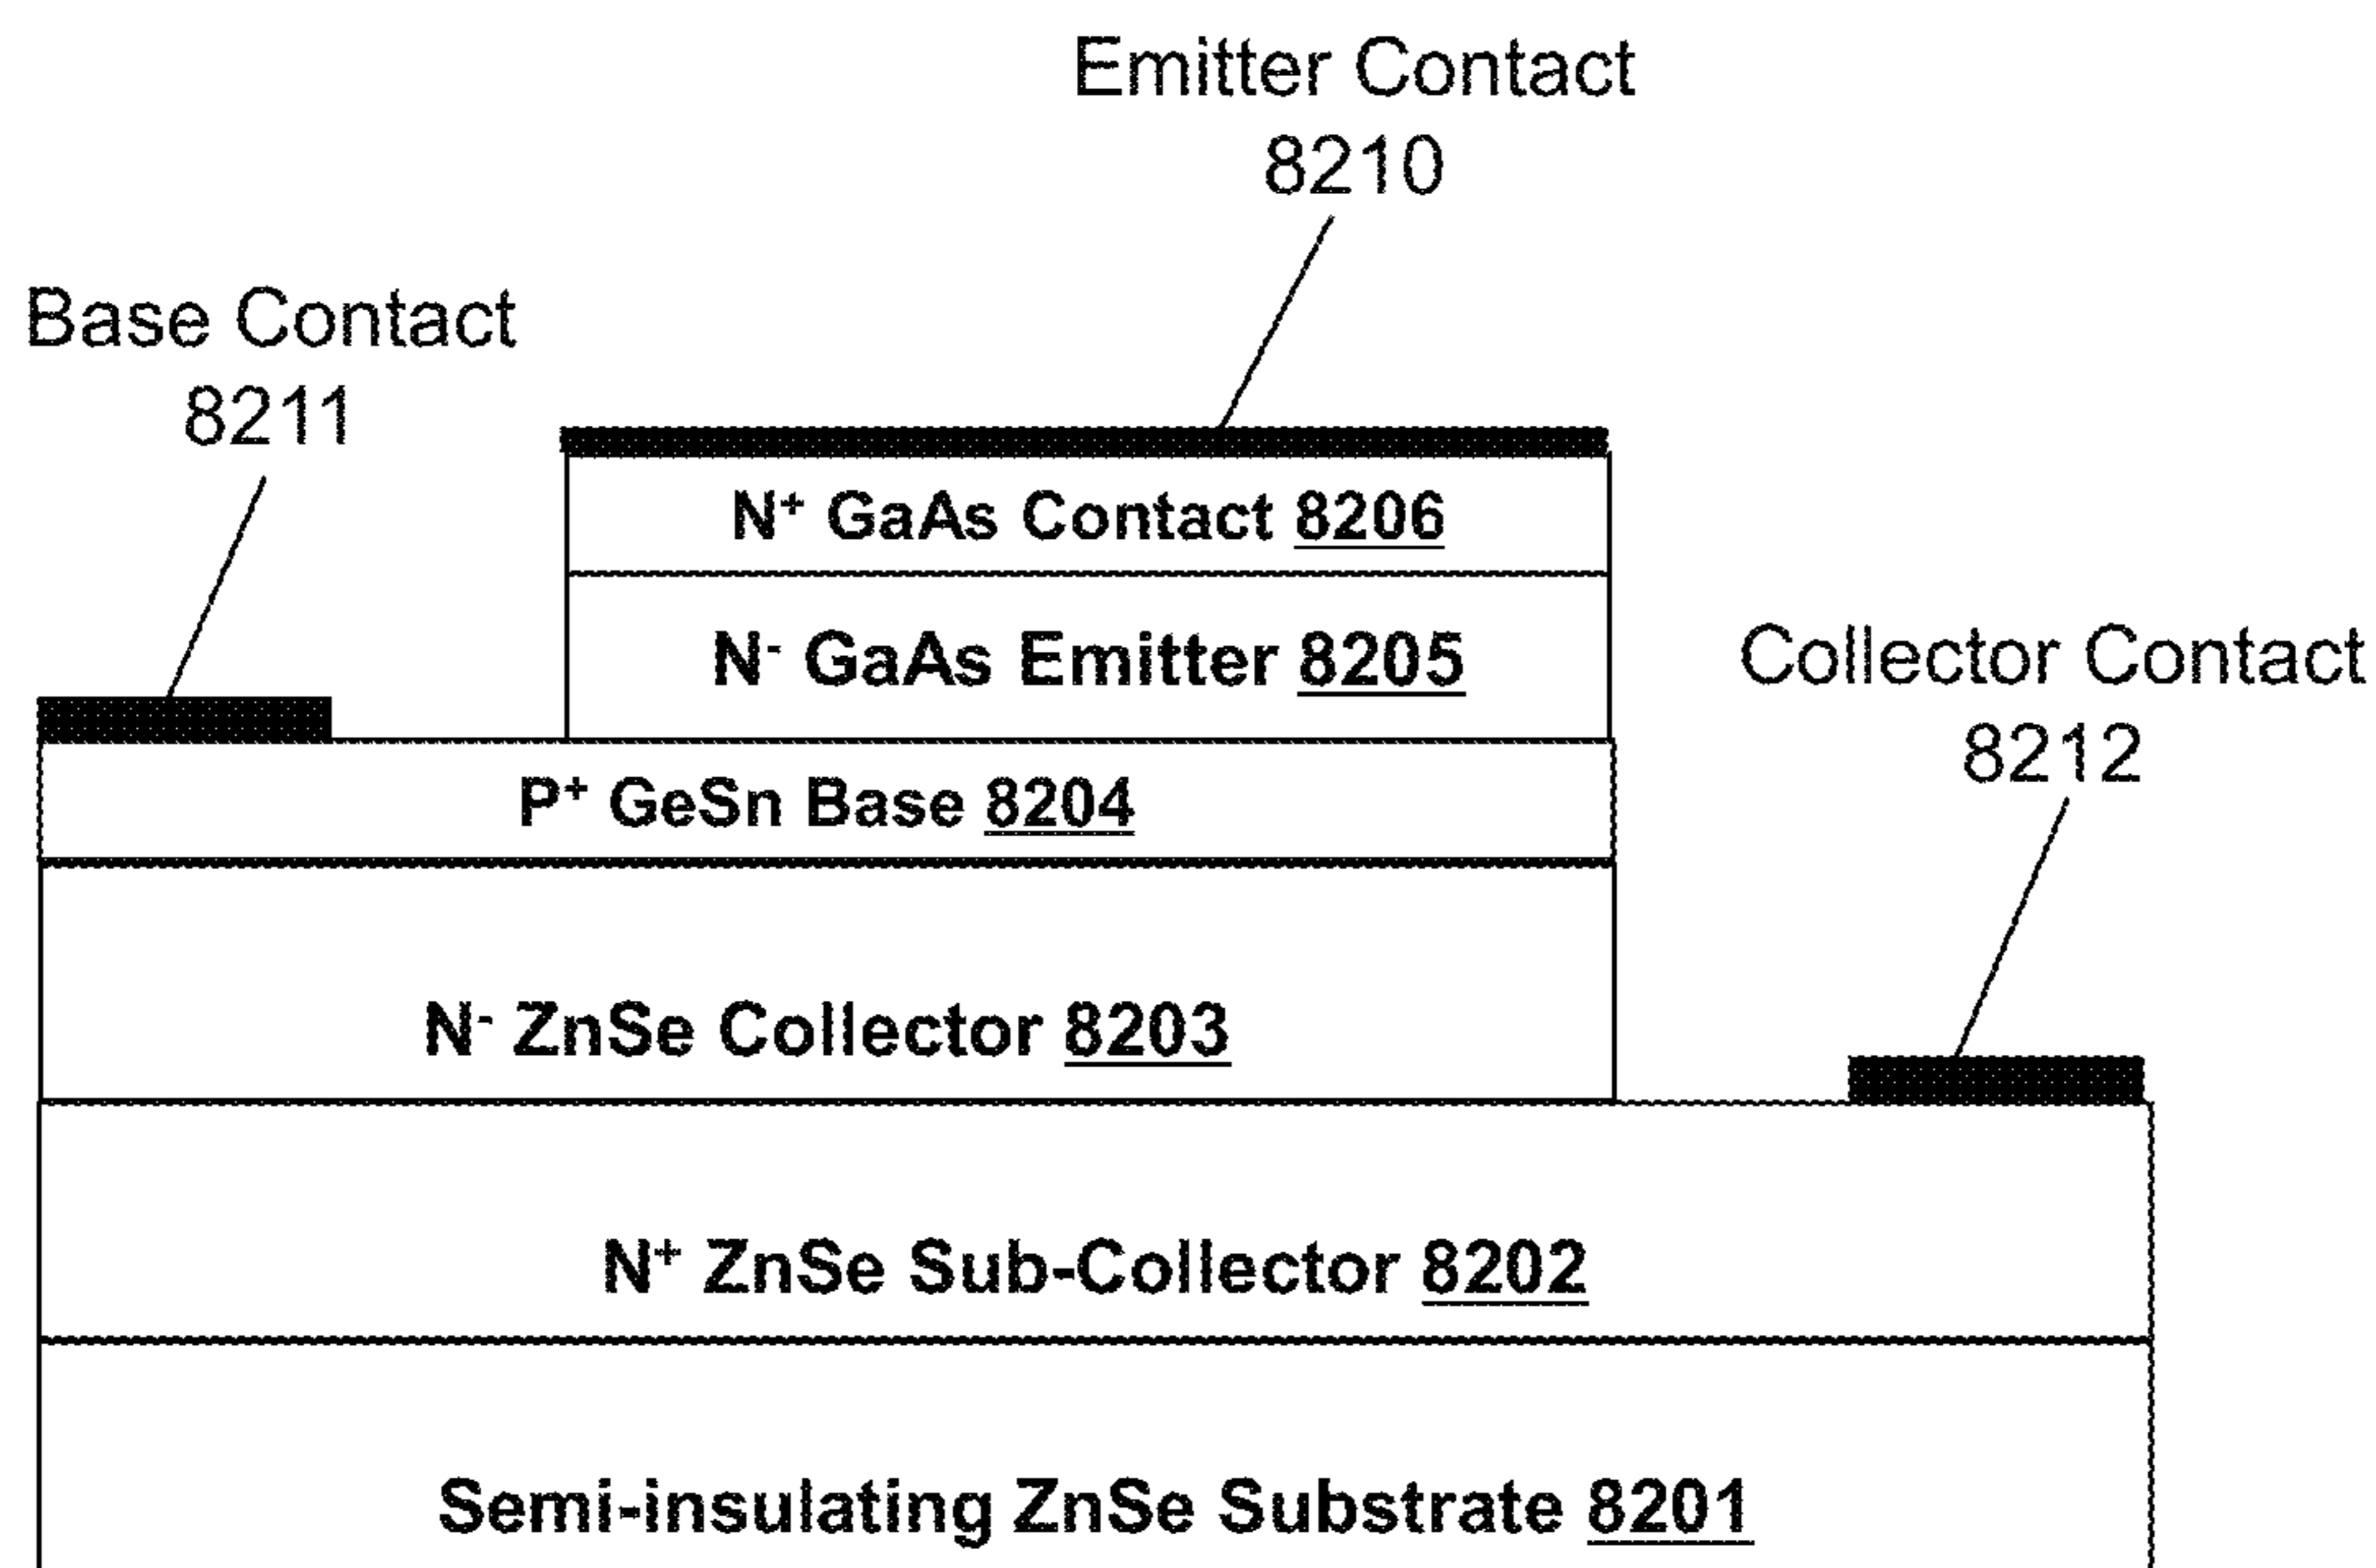 Emitter Contact
8210
Base Contact
8211
N⁺ GaAs Contact 8206
N⁻ GaAs Emitter 8205
Collector Contact
8212
P⁺ GeSn Base 8204
N⁻ ZnSe Collector 8203
N⁺ ZnSe Sub-Collector 8202
Semi-insulating ZnSe Substrate 8201